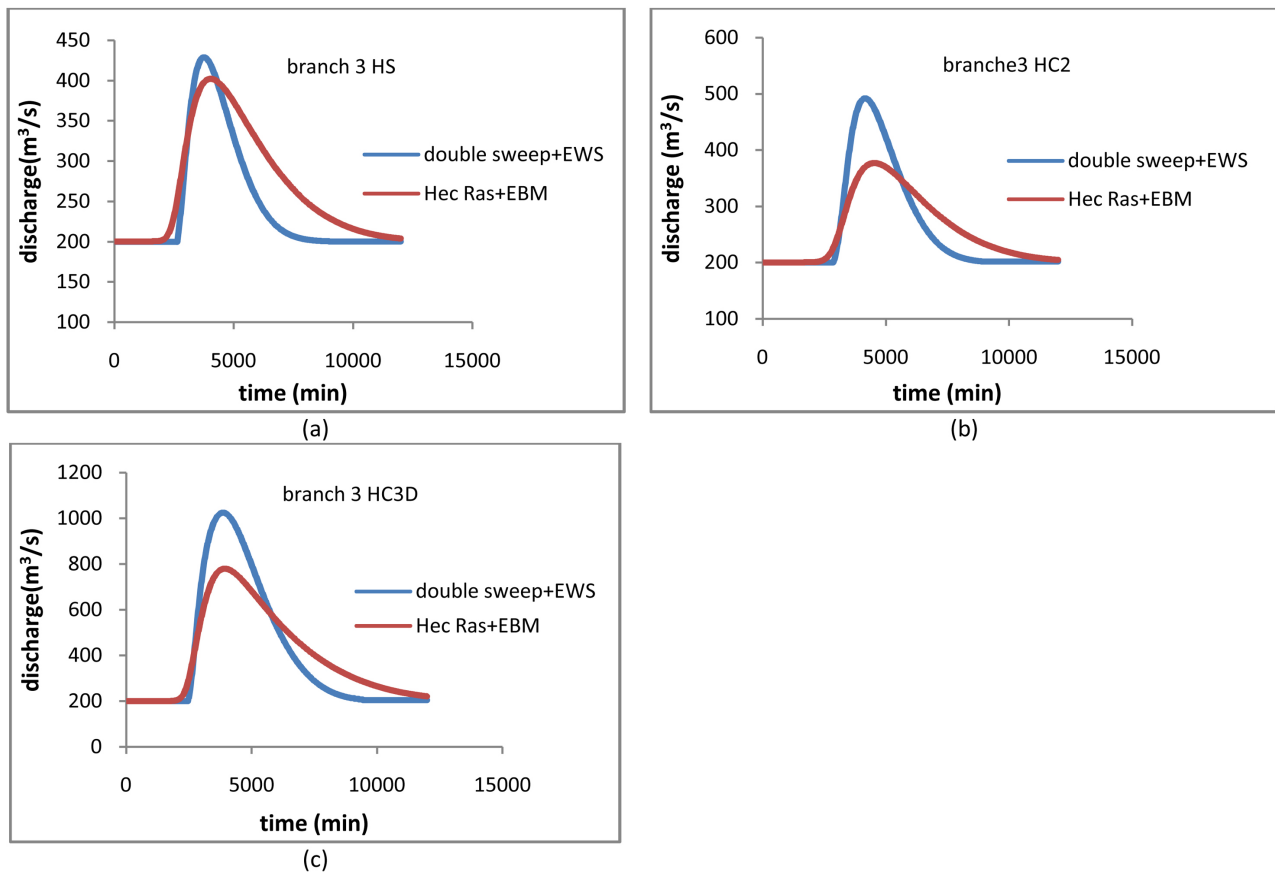 450
400
350
300
250
200
150
100
0
5000
10000
15000
discharge(m³/s)
time (min)
branch 3 HS
double sweep+EWS
Hec Ras+EBM
(a)
600
500
400
300
200
100
0
5000
10000
15000
discharge (m³/s)
time (min)
branche3 HC2
double sweep+EWS
Hec Ras+EBM
(b)
1200
1000
800
600
400
200
0
0
5000
10000
15000
discharge(m³/s)
time (min)
branch 3 HC3D
double sweep+EWS
Hec Ras+EBM
(c)